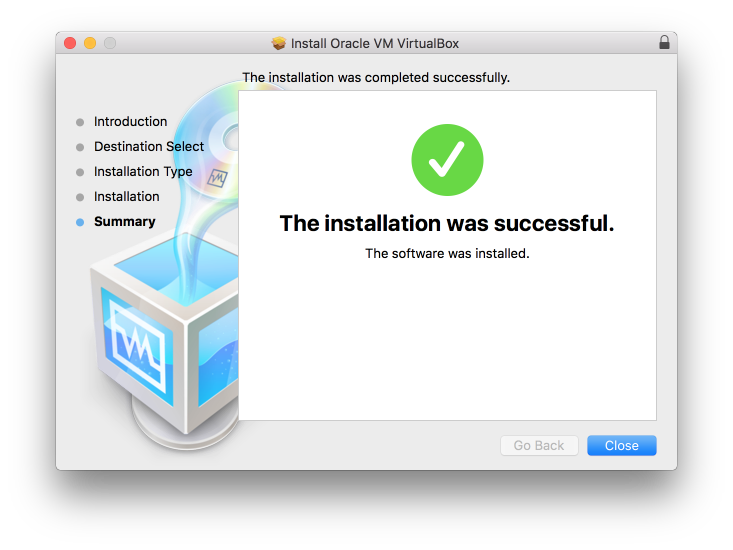 Install Oracle VM VirtualBox
The installation was completed successfully.
Introduction
Destination Select
Installation Type
Installation
Summary
The installation was successful.
The software was installed.
Go Back
Close